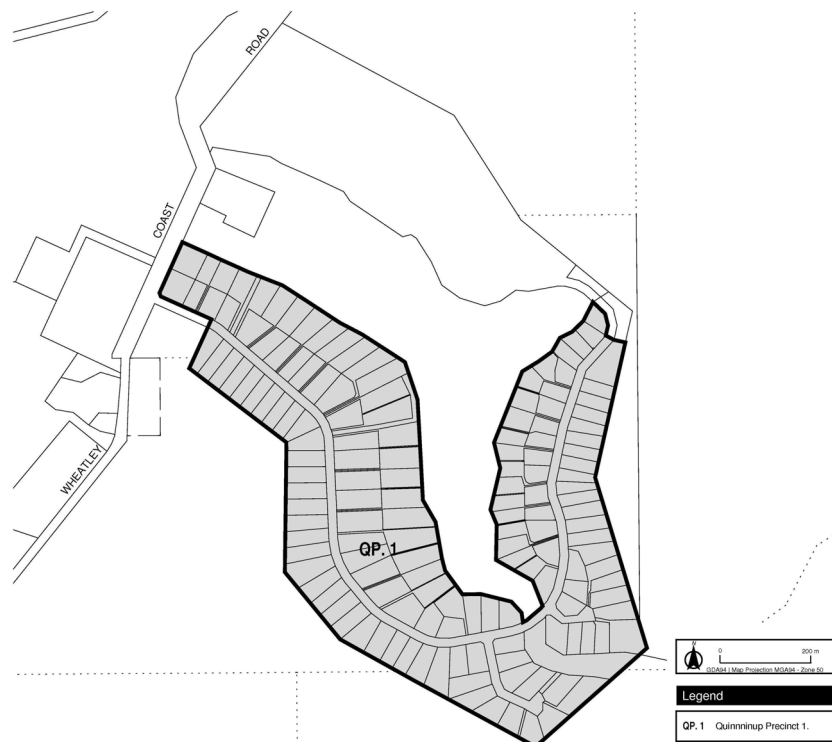 ROAD
COAST
WHEATLEY
QP. 1
N
0 200 m
GDA94 | Map Projection MGA94 - Zone 50
Legend
QP. 1 Quinnninup Precinct 1.